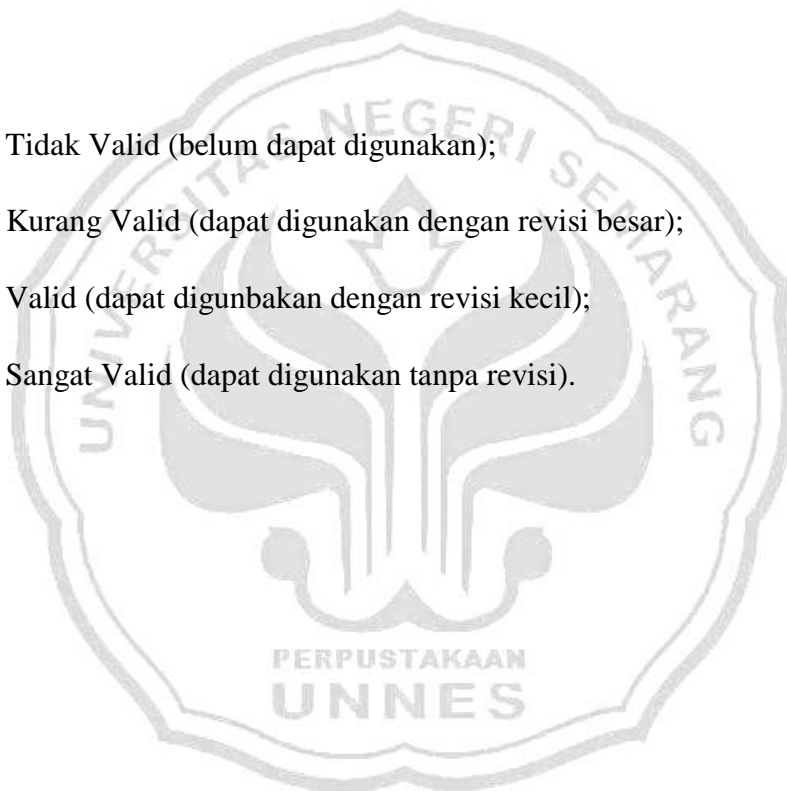 Tidak Valid (belum dapat digunakan);
Kurang Valid (dapat digunakan dengan revisi besar);
Valid (dapat digunbakan dengan revisi kecil);
Sangat Valid (dapat digunakan tanpa revisi).
UNIVERSITAS NEGERI SEMARANG
PERPUSTAKAAN
UNNES